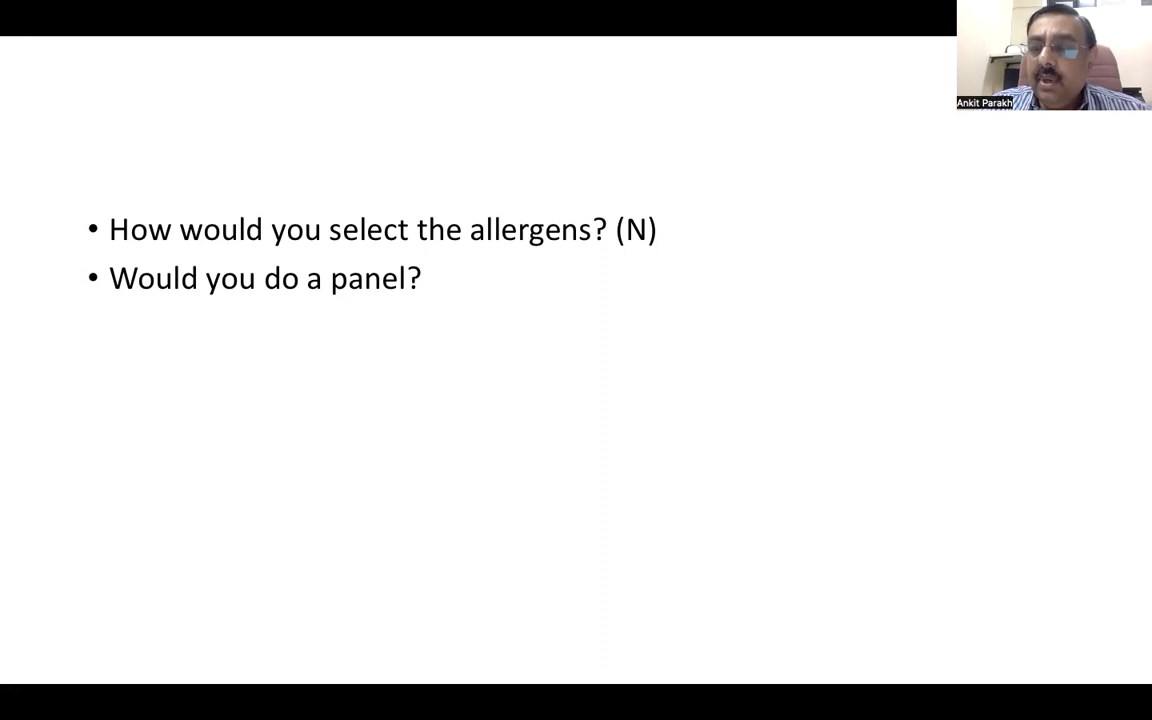 Ankit Parakh
• How would you select the allergens? (N)
• Would you do a panel?